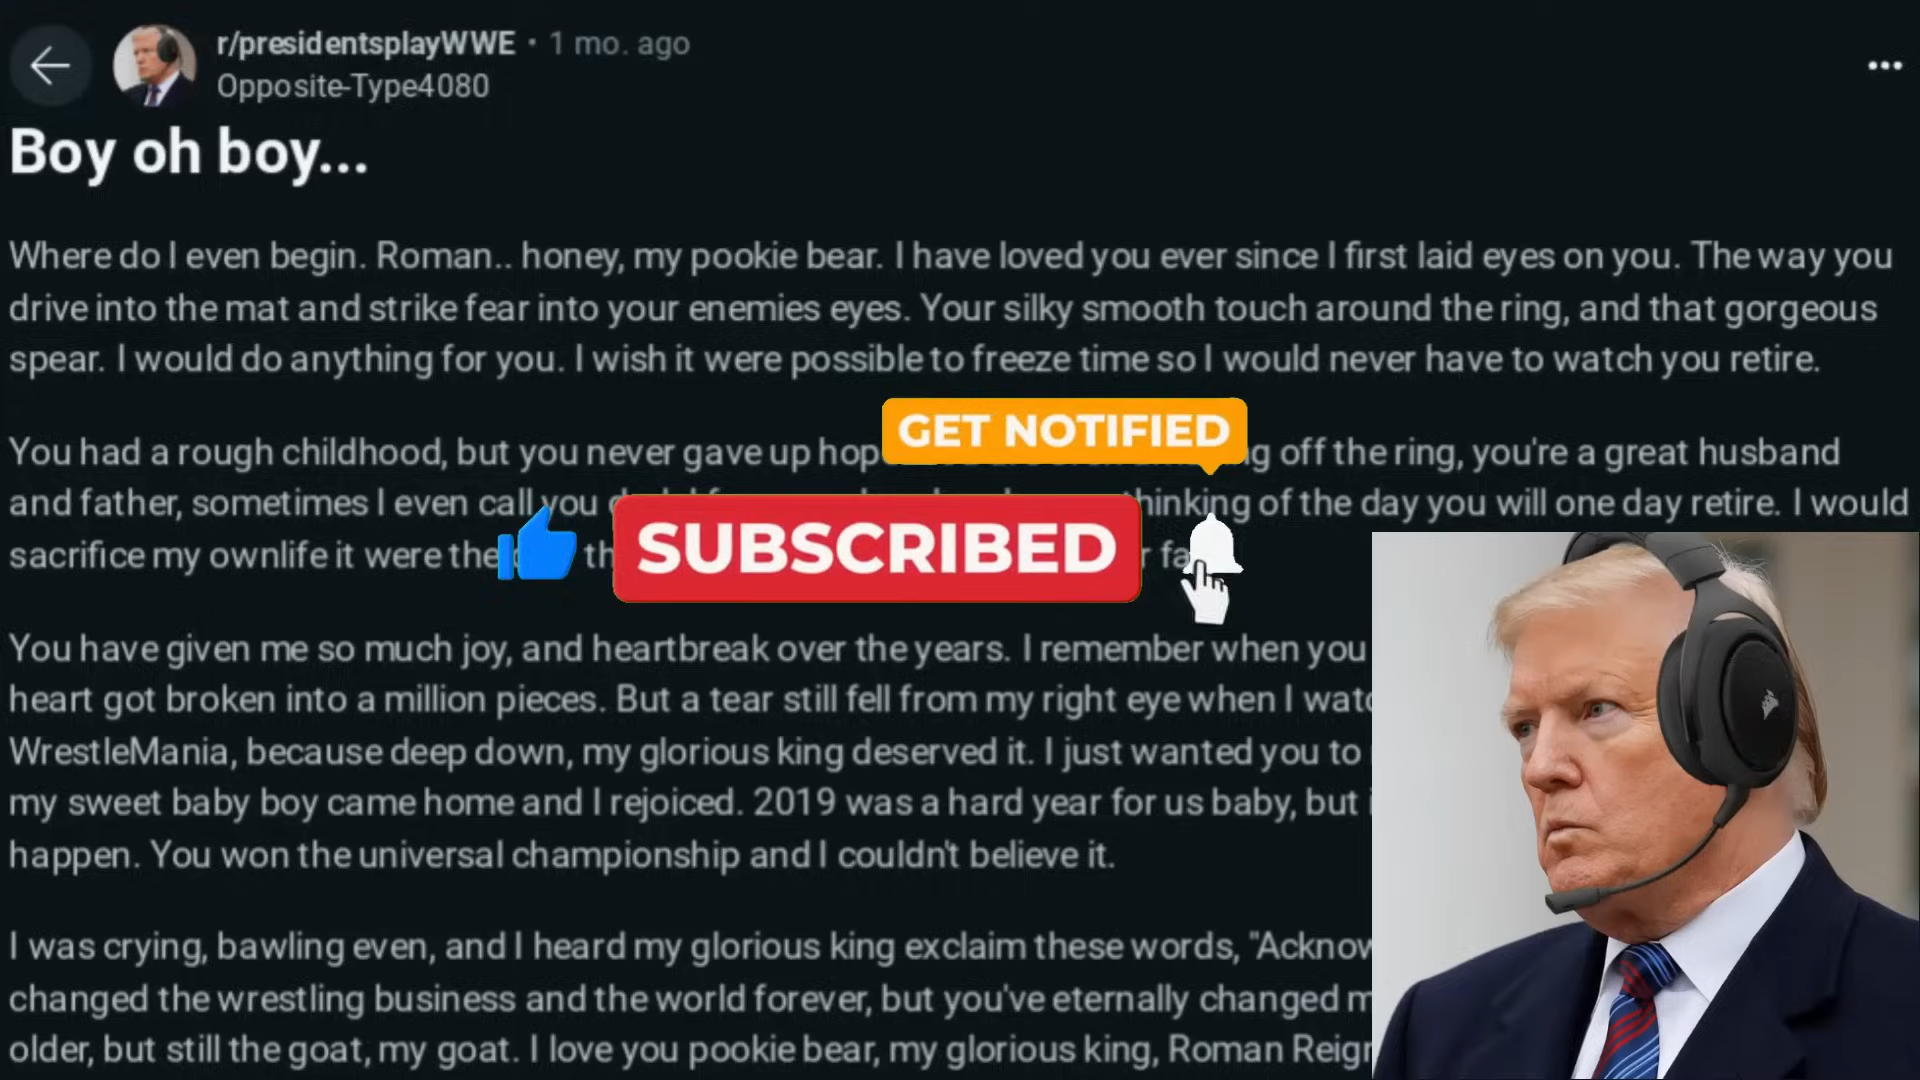 r/presidentsplayWWE • 1 mo. ago
Opposite-Type4080
Boy oh boy...
Where do I even begin. Roman.. honey, my pookie bear. I have loved you ever since I first laid eyes on you. The way you
drive into the mat and strike fear into your enemies eyes. Your silky smooth touch around the ring, and that gorgeous
spear. I would do anything for you. I wish it were possible to freeze time so I would never have to watch you retire.
GET NOTIFIED
You had a rough childhood, but you never gave up off the ring, you're a great husband
and father, sometimes I even call you thinking of the day you will one day retire. I would
SUBSCRIBED
sacrifice my ownlife it were the
You have given me so much joy, and heartbreak over the years. I remember when you
heart got broken into a million pieces. But a tear still fell from my right eye when I
WrestleMania, because deep down, my glorious king deserved it. I just wanted you to
my sweet baby boy came home and I rejoiced. 2019 was a hard year for us baby, but
happen. You won the universal championship and I couldn't believe it.
I was crying, bawling even, and I heard my glorious king exclaim these words,
changed the wrestling business and the world forever, but you've eternally changed
older, but still the goat, my goat. I love you pookie bear, my glorious king, Roman